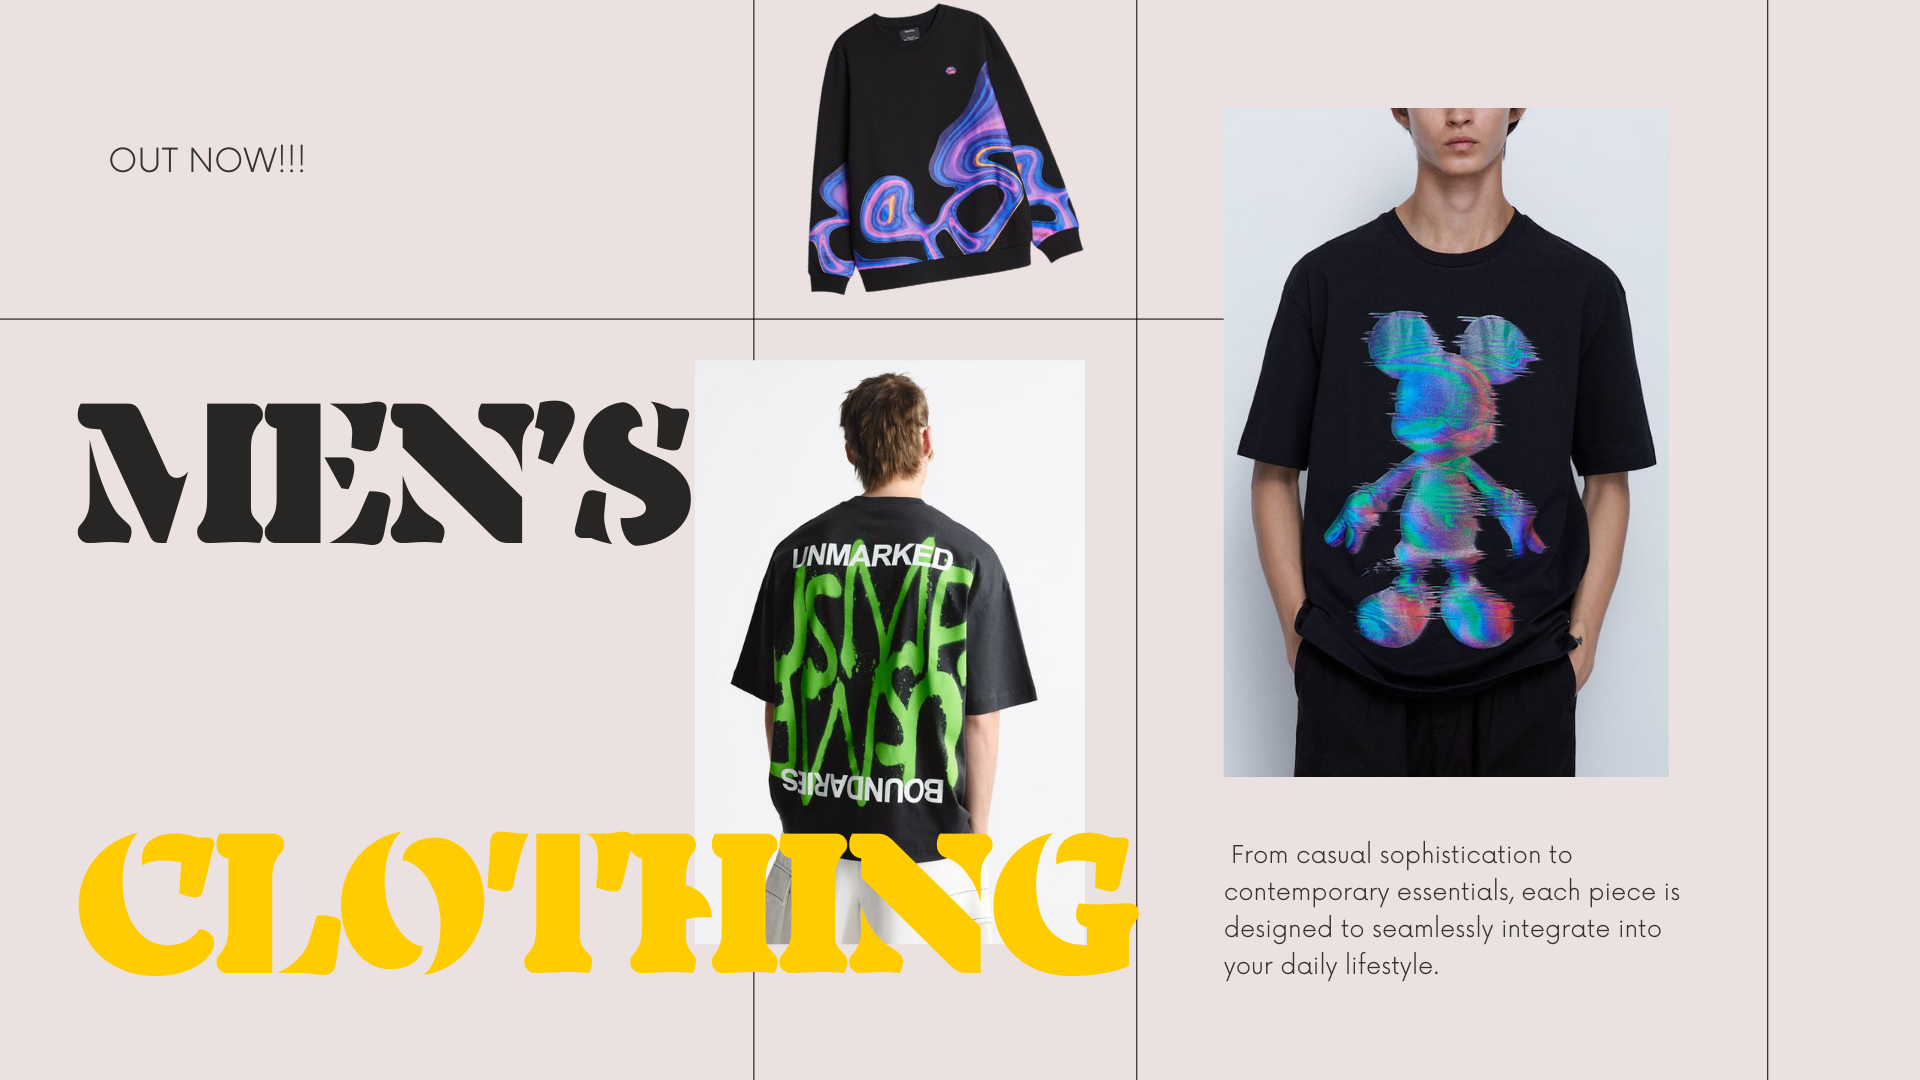 OUT NOW!!!
MEN'S
UNMARKED
BOUNDARIES
CLOTHING
From casual sophistication to
contemporary essentials, each piece is
designed to seamlessly integrate into
your daily lifestyle.